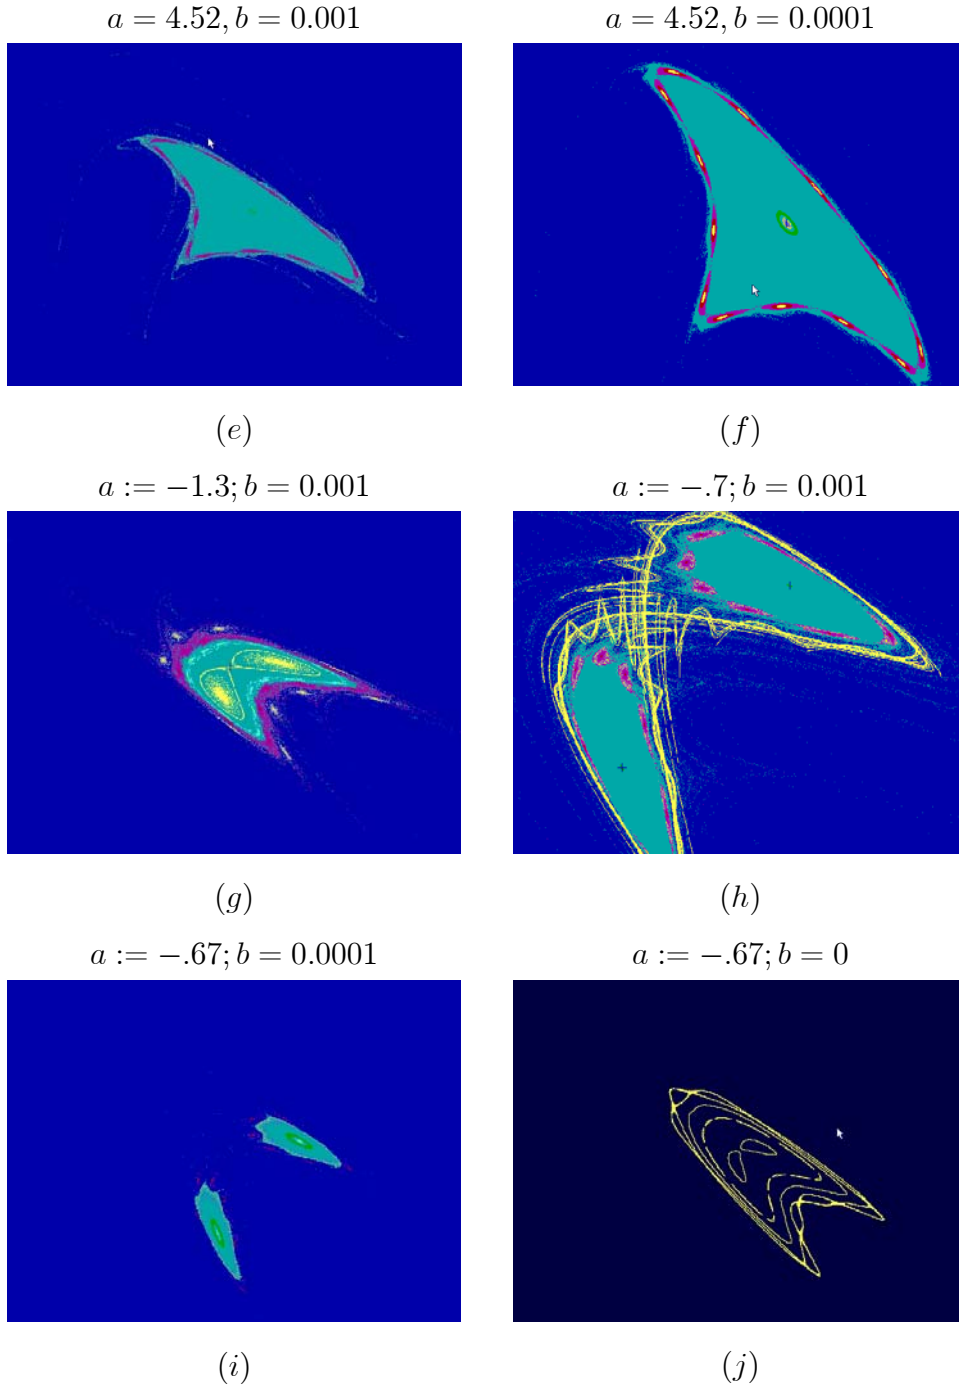 a = 4.52, b = 0.001
a = 4.52, b = 0.0001
(e)
(f)
a := −1.3; b = 0.001
a := −.7; b = 0.001
(g)
(h)
a := −.67; b = 0.0001
a := −.67; b = 0
(i)
(j)